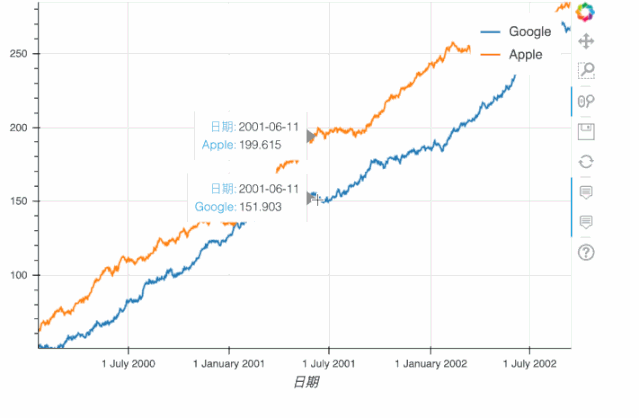 Google
Apple
250
日期: 2001-06-11
Apple: 199.615
200
日期: 2001-06-11
Google: 151.903
150
100
1 July 2000
1 January 2001
1 July 2001
1 January 2002
1 July 2002
日期